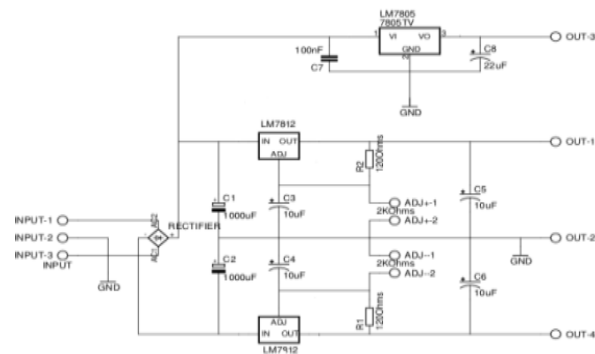 LM7805
7805TV
1 VI VO 3
GND
2
100nF
C7
C8
22uF
OUT-3
GND
LM7812
IN OUT
ADJ
OUT-1
R2
120Ohms
C1
1000uF
C3
10uF
ADJ+-1
2KOhms
ADJ+-2
C5
10uF
INPUT-1
AC2
RECTIFIER
INPUT-2
- +
OUT-2
INPUT-3
AC1
INPUT
GND
C2
1000uF
C4
10uF
ADJ--1
2KOhms
ADJ--2
GND
C6
10uF
R1
120Ohms
ADJ
IN OUT
LM7912
OUT-4